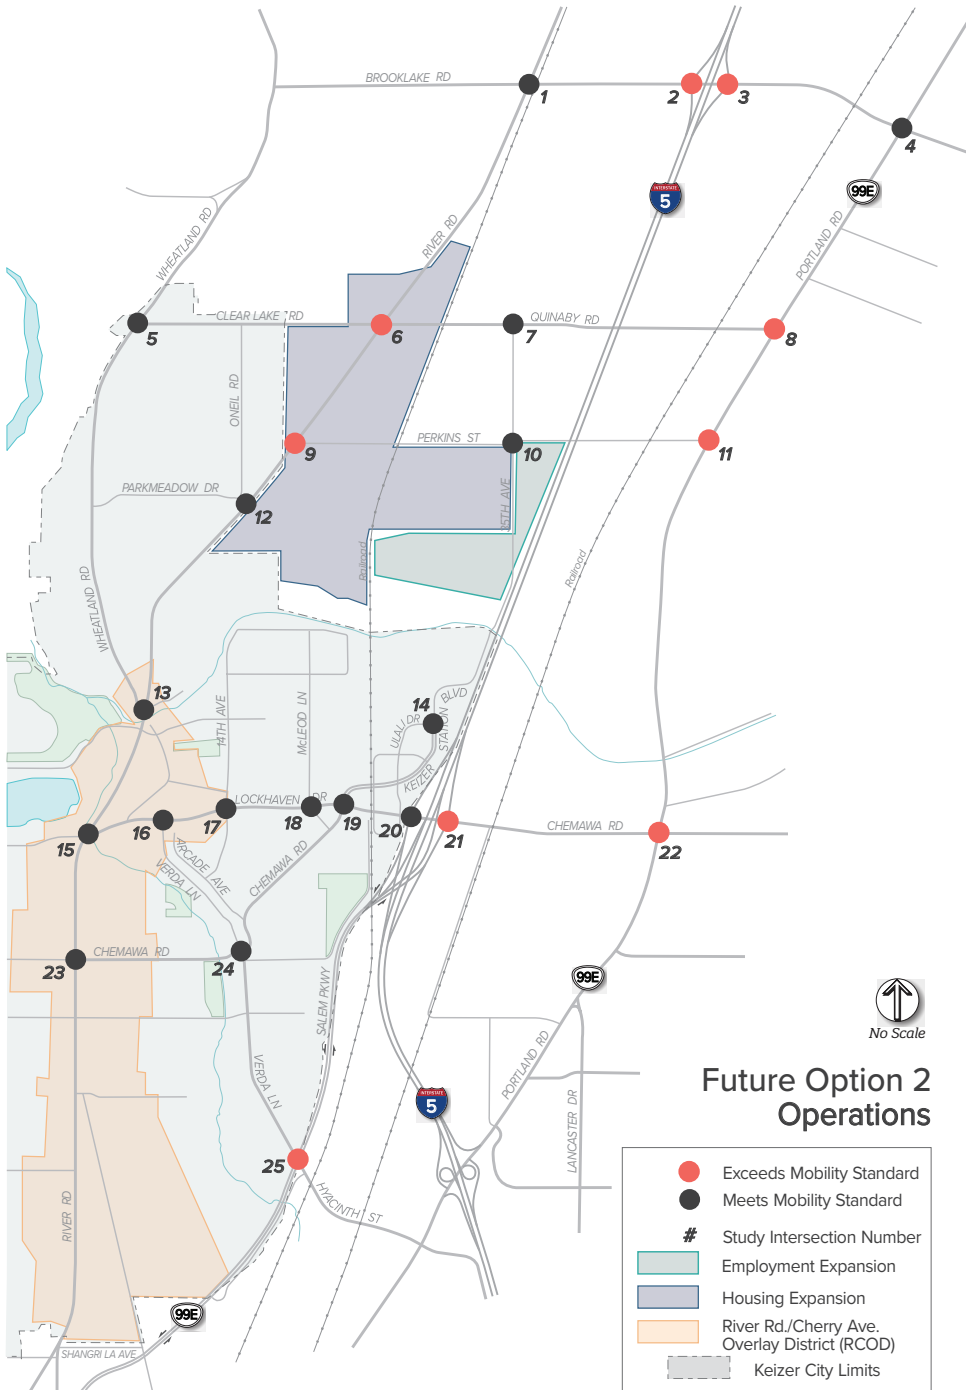 BROOKLAKE RD
1
2
3
4
INTERSTATE
5
99E
WHEATLAND RD
RIVER RD
PORTLAND RD
CLEAR LAKE RD
QUINABY RD
5
6
7
8
ONEIL RD
PERKINS ST
9
10
11
PARKMEADOW DR
12
35TH AVE
Railroad
Railroad
WHEATLAND RD
13
14TH AVE
McLEOD LN
14
ULALI DR
STATION BLVD
KEIZER
LOCKHAVEN DR
15
16
17
18
19
20
21
CHEMAWA RD
22
ARCADE AVE
VERDA LN
CHEMAWA RD
CHEMAWA RD
23
24
99E
SALEM PKWY
No Scale
PORTLAND RD
VERDA LN
INTERSTATE
5
LANCASTER DR
25
HYACINTH ST
RIVER RD
99E
SHANGRI LA AVE
Future Option 2
Operations
Exceeds Mobility Standard
Meets Mobility Standard
# Study Intersection Number
Employment Expansion
Housing Expansion
River Rd./Cherry Ave.
Overlay District (RCOD)
Keizer City Limits